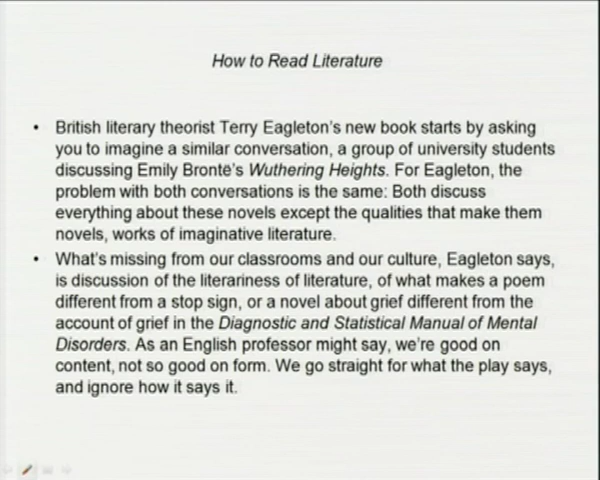 How to Read Literature
• British literary theorist Terry Eagleton's new book starts by asking
you to imagine a similar conversation, a group of university students
discussing Emily Bronte's Wuthering Heights. For Eagleton, the
problem with both conversations is the same: Both discuss
everything about these novels except the qualities that make them
novels, works of imaginative literature.
• What's missing from our classrooms and our culture, Eagleton says,
is discussion of the literariness of literature, of what makes a poem
different from a stop sign, or a novel about grief different from the
account of grief in the Diagnostic and Statistical Manual of Mental
Disorders. As an English professor might say, we're good on
content, not so good on form. We go straight for what the play says,
and ignore how it says it.